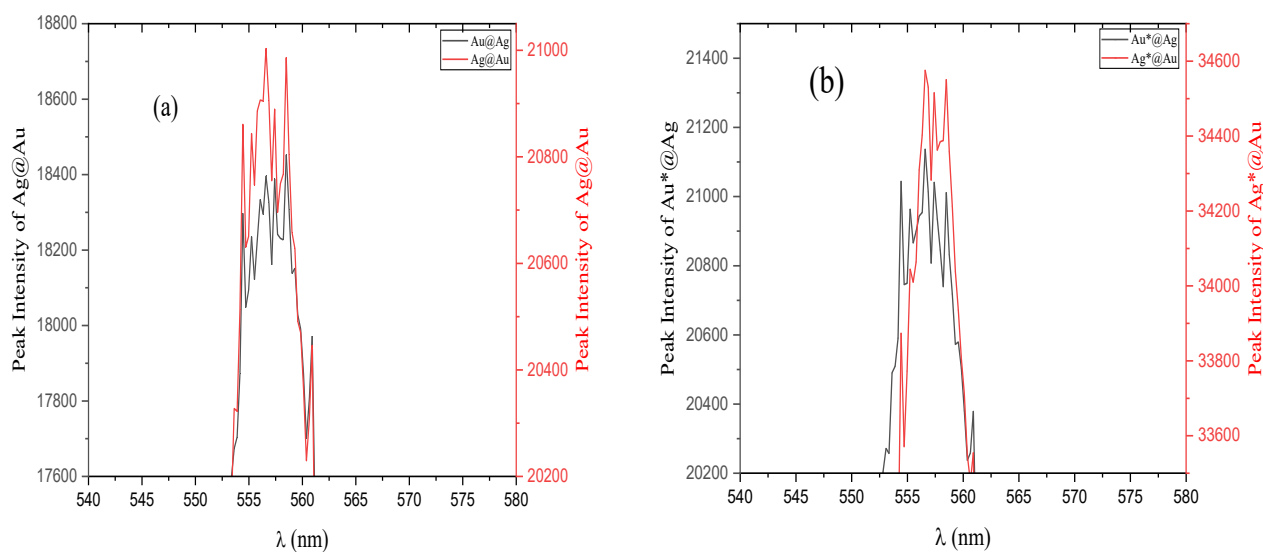 Au@Ag
Ag@Au
(a)
18800
18600
18400
18200
18000
17800
17600
21000
20800
20600
20400
20200
540 545 550 555 560 565 570 575 580
Peak Intensity of Ag@Au
Peak Intensity of Ag@Au
λ (nm)
Au*@Ag
Ag*@Au
(b)
21400
21200
21000
20800
20600
20400
20200
34600
34400
34200
34000
33800
33600
540 545 550 555 560 565 570 575 580
Peak Intensity of Au*@Ag
Peak Intensity of Ag*@Au
λ (nm)